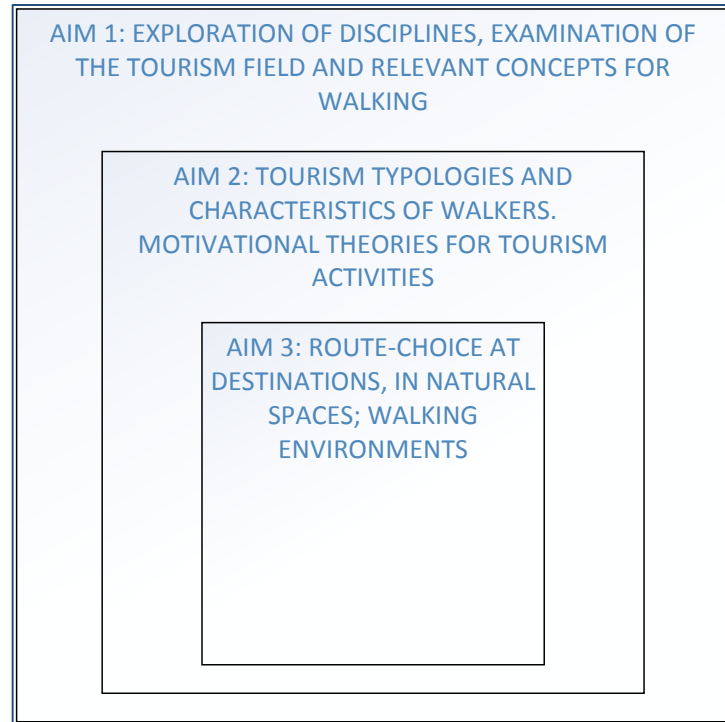 AIM 1: EXPLORATION OF DISCIPLINES, EXAMINATION OF
THE TOURISM FIELD AND RELEVANT CONCEPTS FOR
WALKING
AIM 2: TOURISM TYPOLOGIES AND
CHARACTERISTICS OF WALKERS.
MOTIVATIONAL THEORIES FOR TOURISM
ACTIVITIES
AIM 3: ROUTE-CHOICE AT
DESTINATIONS, IN NATURAL
SPACES; WALKING
ENVIRONMENTS